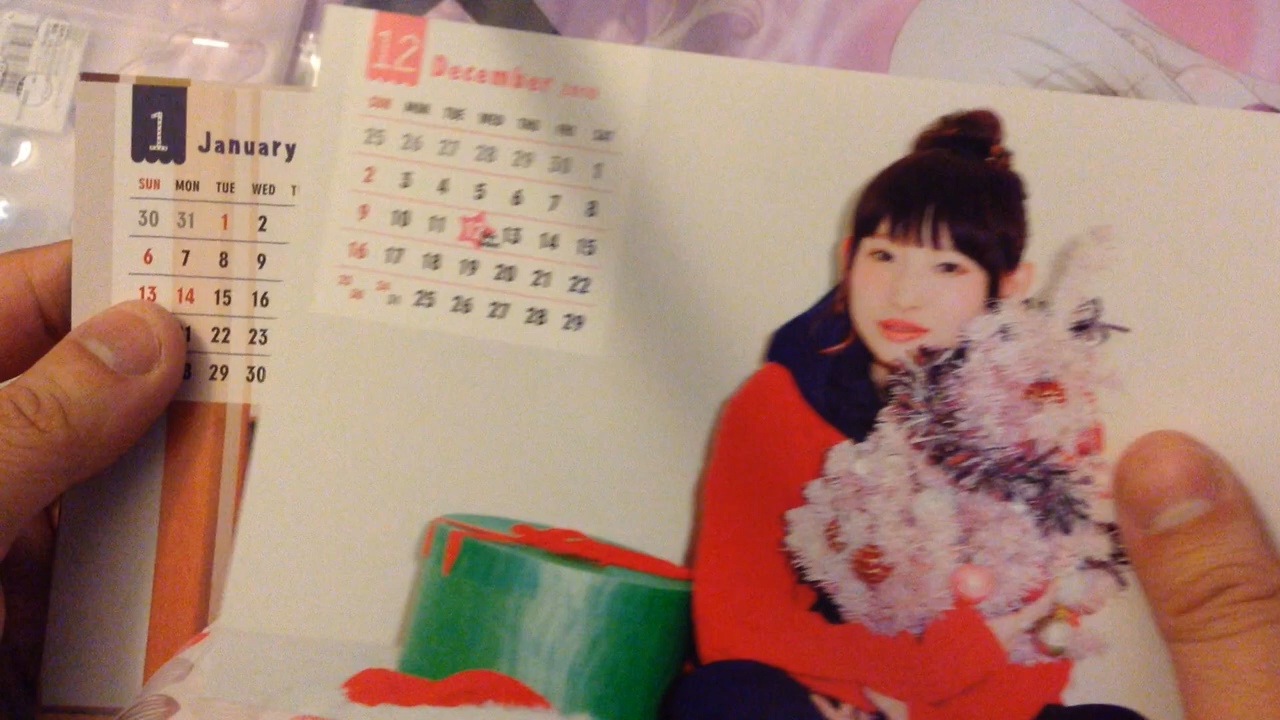 12 December
SUN MON TUE WED THU FRI SAT
25 26 27 28 29 30 1
2 3 4 5 6 7 8
9 10 11 12 13 14 15
16 17 18 19 20 21 22
25 26 27 28 29
1 January
SUN MON TUE WED T
30 31 1 2
6 7 8 9
13 14 15 16
22 23
29 30